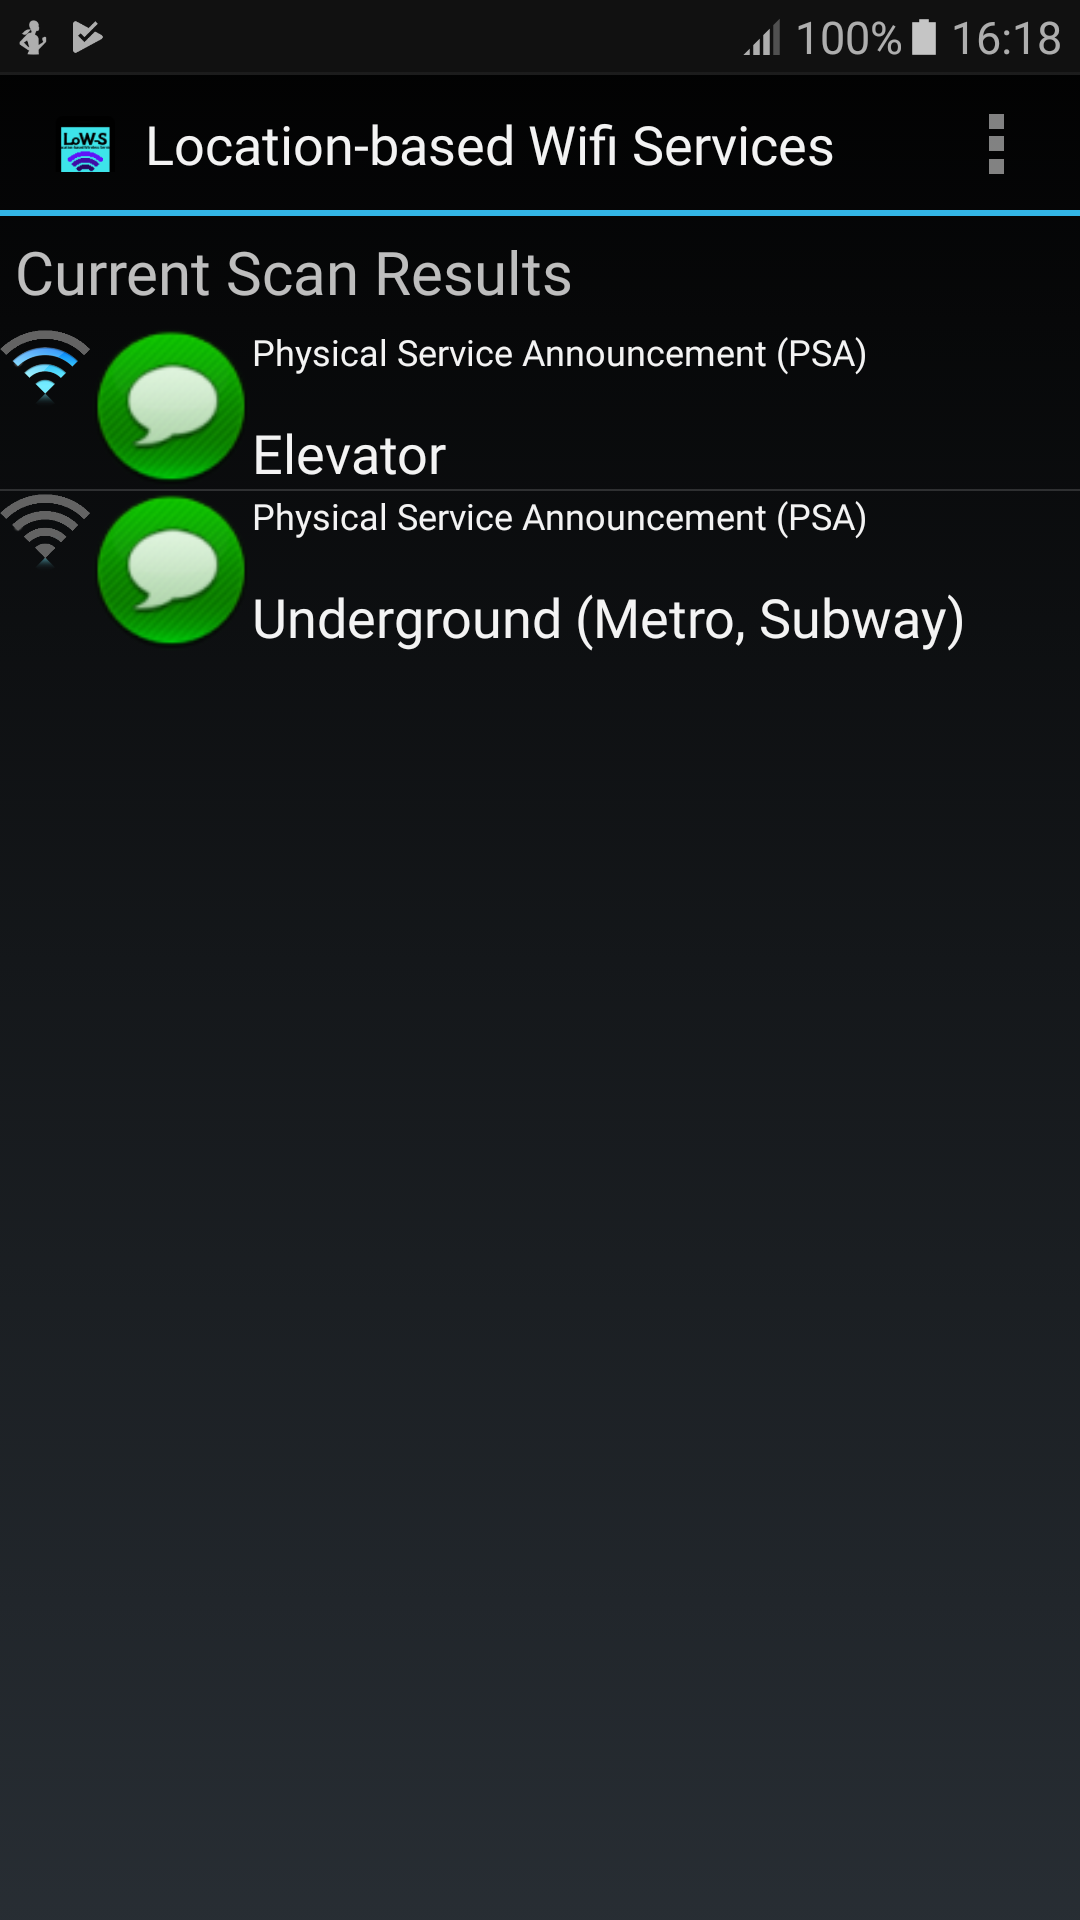 100% 16:18
LoW-S
Location-based Wifi Services
Current Scan Results
Physical Service Announcement (PSA)
Elevator
Physical Service Announcement (PSA)
Underground (Metro, Subway)